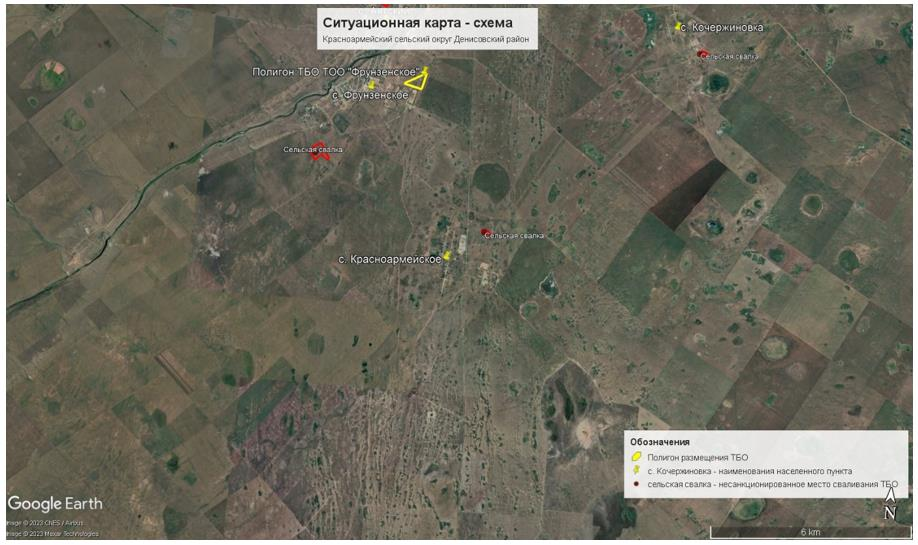 Ситуационная карта - схема
Красноармейский сельский округ Денисовский район
с. Кочержиновка
Сельская свалка
Полигон ТБО ТОО "Фрунзенское"
с. Фрунзенское
Сельская свалка
Сельская свалка
с. Красноармейское
Обозначения
Полигон размещения ТБО
с. Кочержиновка - наименования населенного пункта
сельская свалка - несанкционированное место сваливания ТБО
Google Earth
Image © 2023 CNES / Airbus
Image © 2023 Maxar Technologies
N
6 km